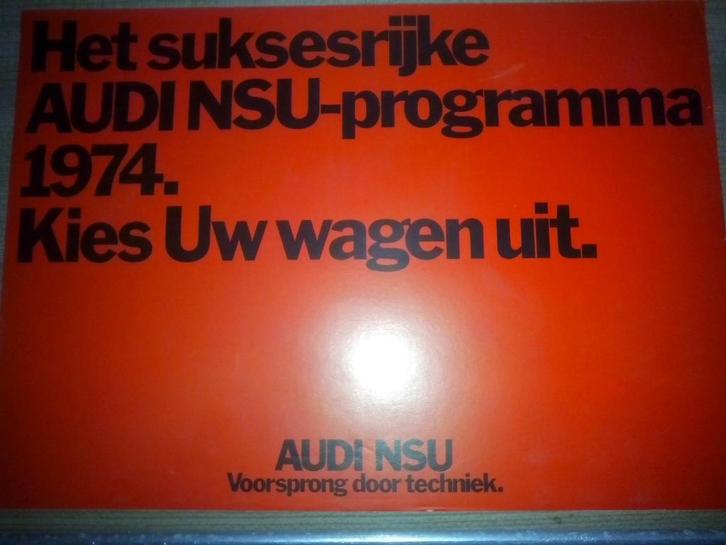 Het suksesrijke
AUDI NSU-programma
1974.
Kies Uw wagen uit.
AUDI NSU
Voorsprong door techniek.